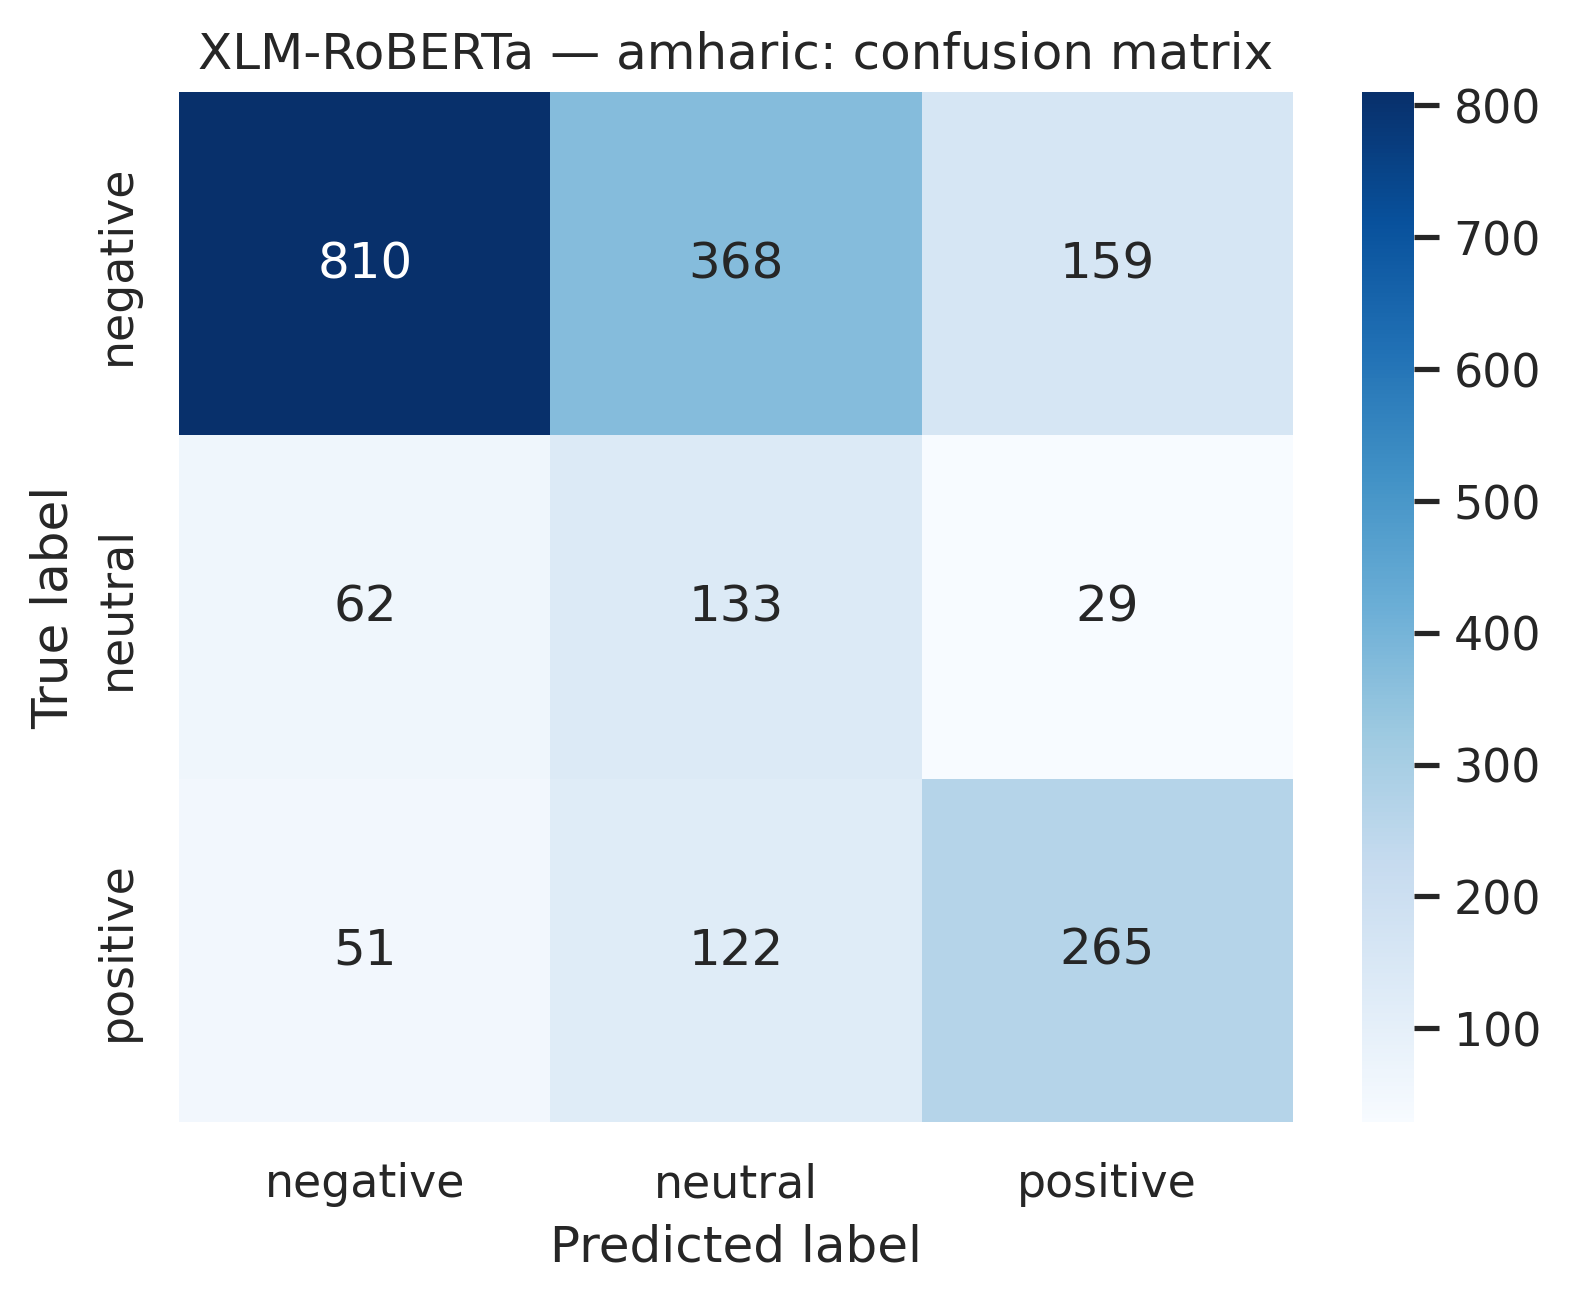 XLM-RoBERTa — amharic: confusion matrix
True label
negative
neutral
positive
810 368 159
62 133 29
51 122 265
negative neutral positive
Predicted label
800
700
600
500
400
300
200
100